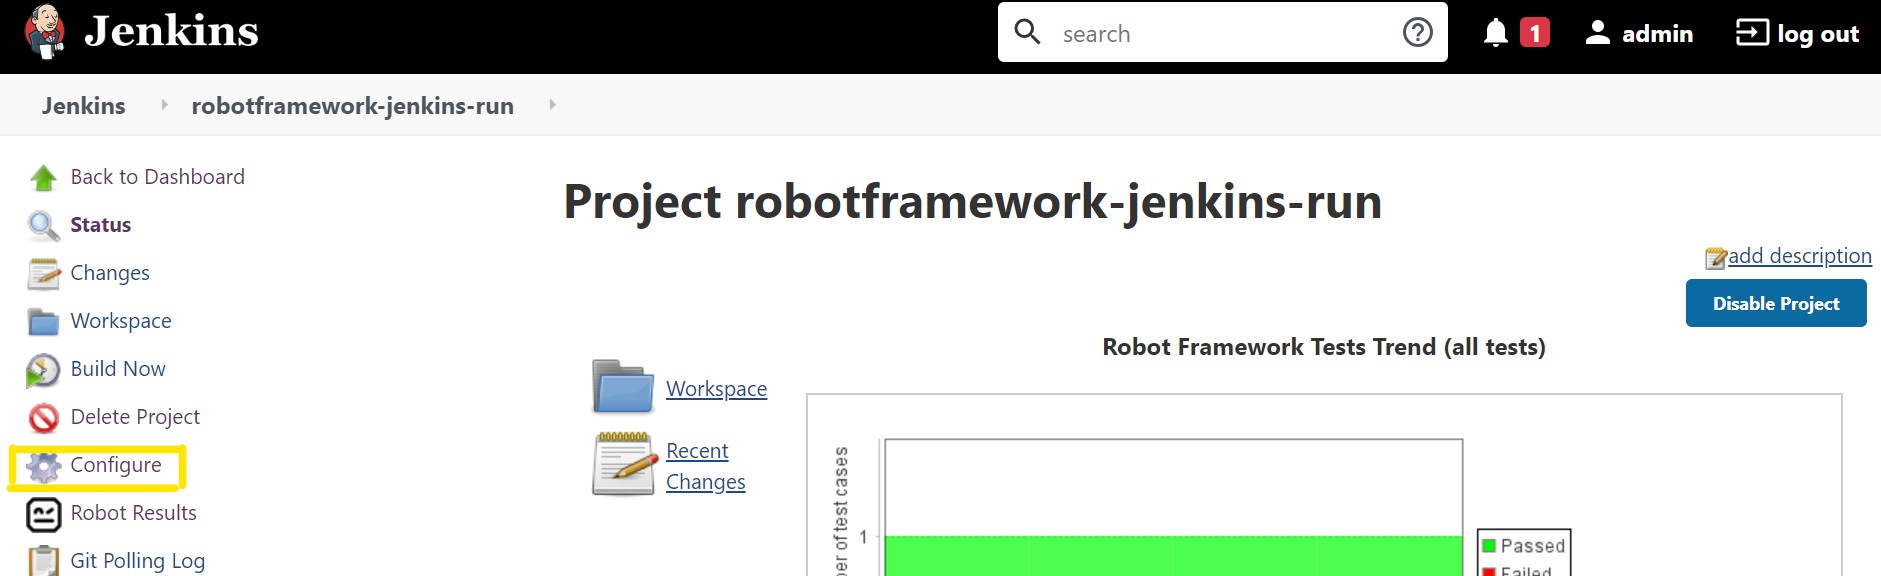 Jenkins
search
1
admin
log out
Jenkins
robotframework-jenkins-run
Back to Dashboard
Status
Changes
Workspace
Build Now
Delete Project
Configure
Robot Results
Git Polling Log
Project robotframework-jenkins-run
add description
Disable Project
Workspace
Recent
Changes
Robot Framework Tests Trend (all tests)
of test cases
1
Passed
Failed